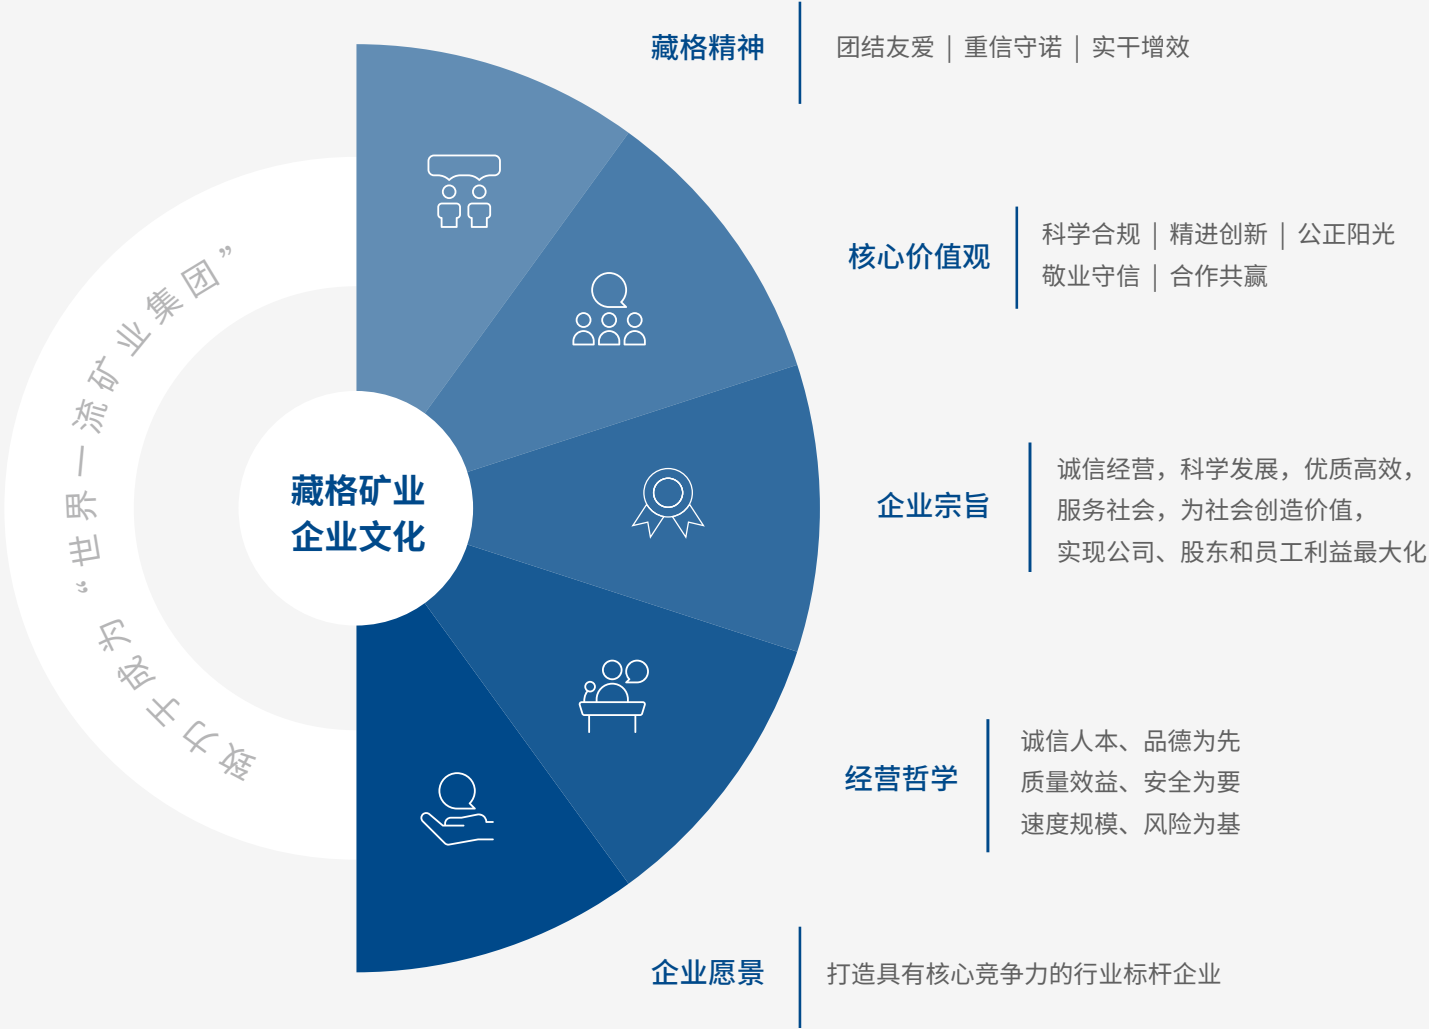 藏格精神
团结友爱 | 重信守诺 | 实干增效
核心价值观
科学合规 | 精进创新 | 公正阳光
敬业守信 | 合作共赢
企业宗旨
诚信经营，科学发展，优质高效，
服务社会，为社会创造价值，
实现公司、股东和员工利益最大化
经营哲学
诚信人本、品德为先
质量效益、安全为要
速度规模、风险为基
企业愿景
打造具有核心竞争力的行业标杆企业
藏格矿业
企业文化
致力于成为“世界一流矿业集团”